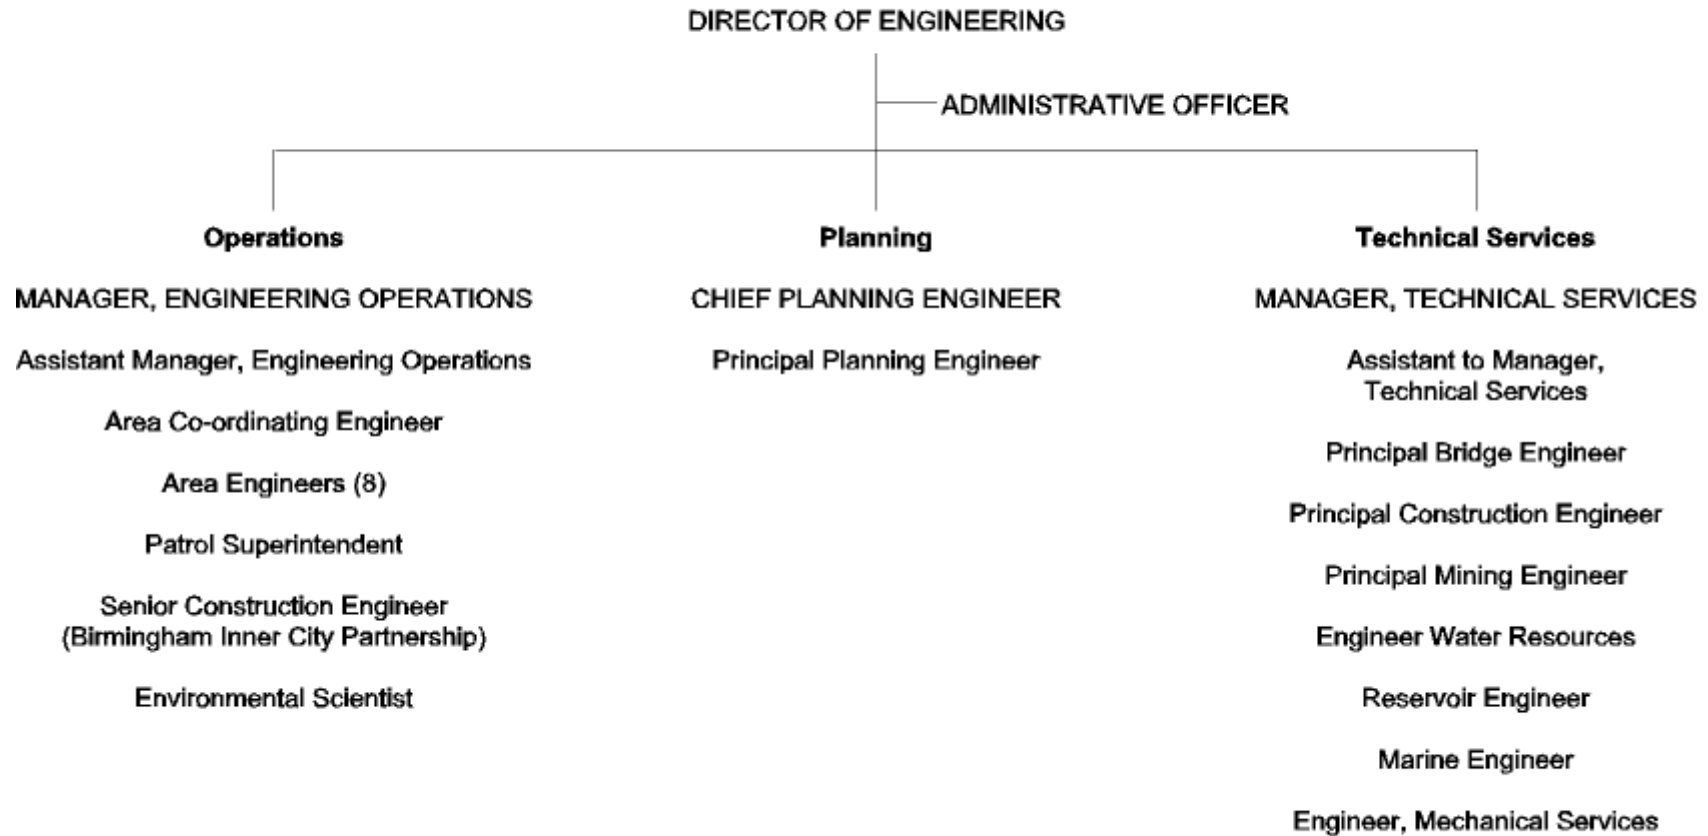 DIRECTOR OF ENGINEERING
ADMINISTRATIVE OFFICER
Operations
MANAGER, ENGINEERING OPERATIONS
Assistant Manager, Engineering Operations
Area Co-ordinating Engineer
Area Engineers (8)
Patrol Superintendent
Senior Construction Engineer
(Birmingham Inner City Partnership)
Environmental Scientist
Planning
CHIEF PLANNING ENGINEER
Principal Planning Engineer
Technical Services
MANAGER, TECHNICAL SERVICES
Assistant to Manager,
Technical Services
Principal Bridge Engineer
Principal Construction Engineer
Principal Mining Engineer
Engineer Water Resources
Reservoir Engineer
Marine Engineer
Engineer, Mechanical Services